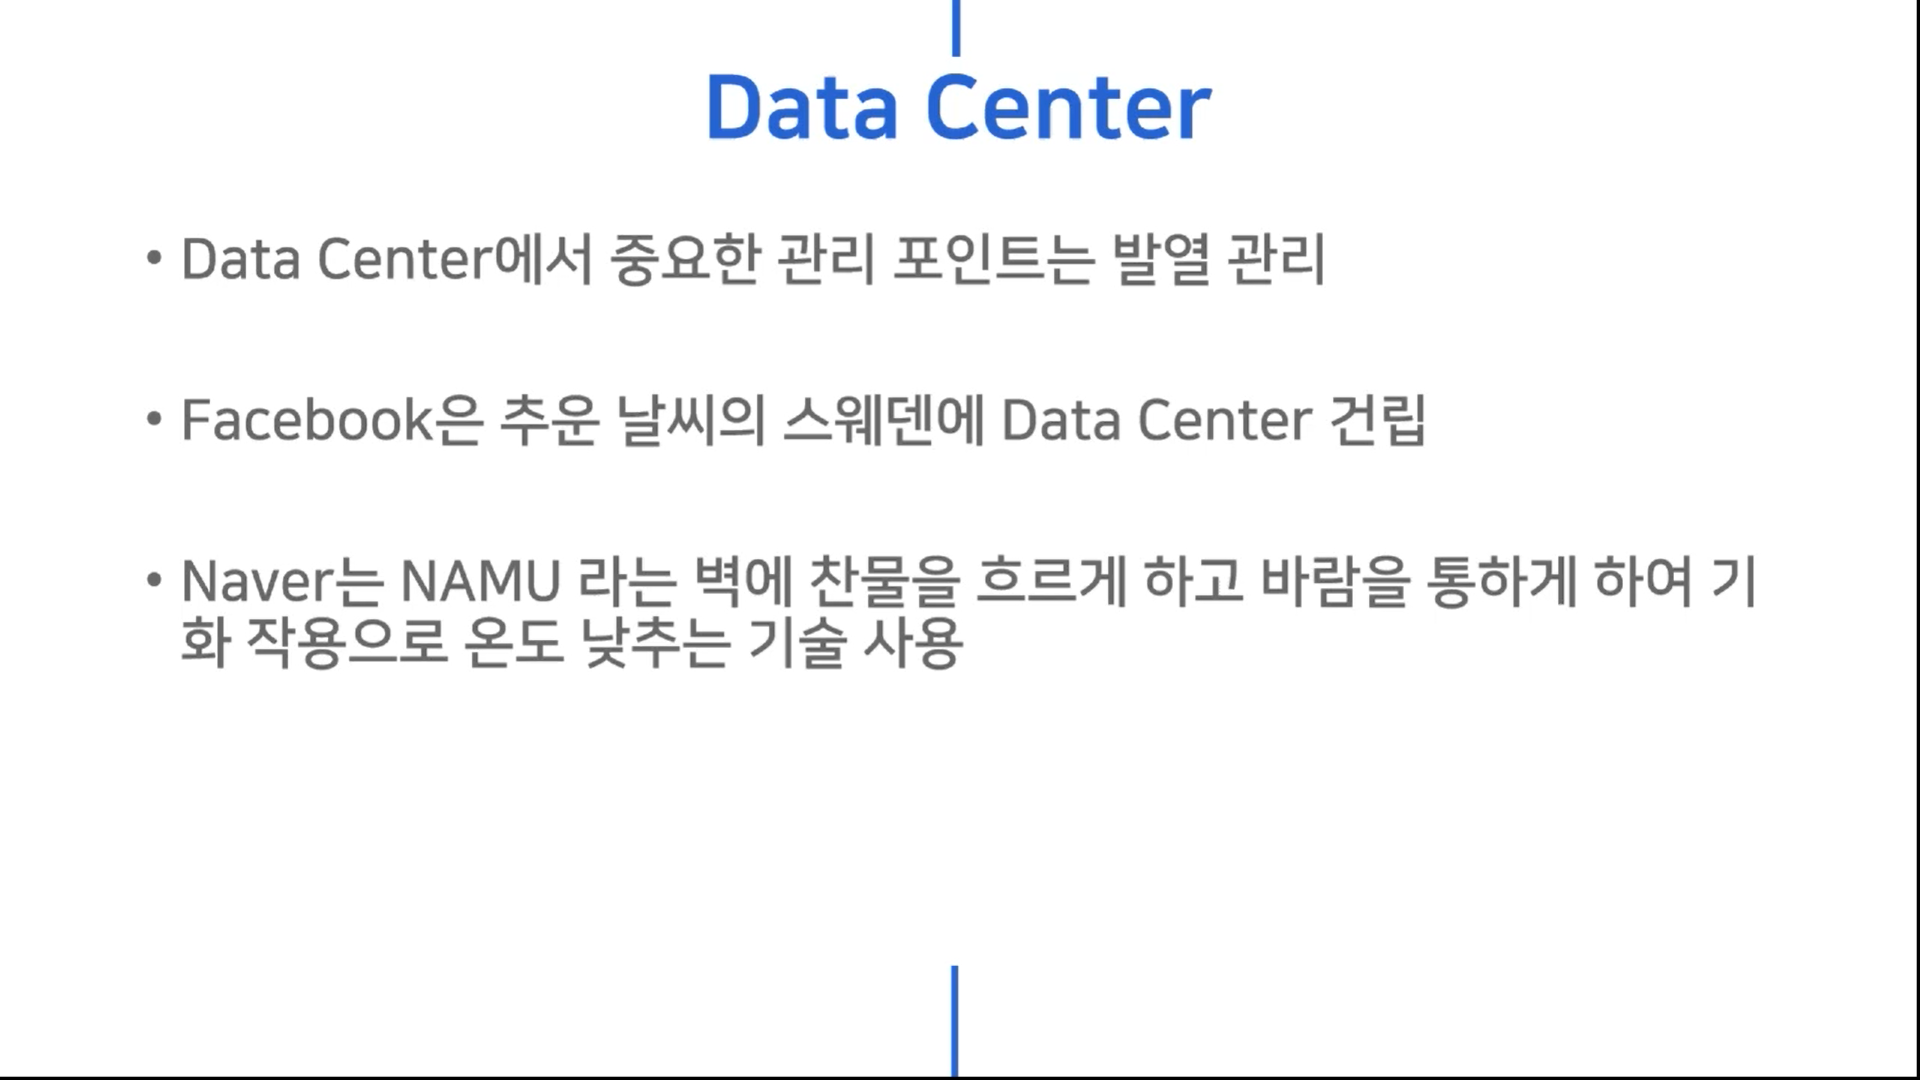 Data Center
• Data Center에서 중요한 관리 포인트는 발열 관리
• Facebook은 추운 날씨의 스웨덴에 Data Center 건립
• Naver는 NAMU 라는 벽에 찬물을 흐르게 하고 바람을 통하게 하여 기
화 작용으로 온도 낮추는 기술 사용